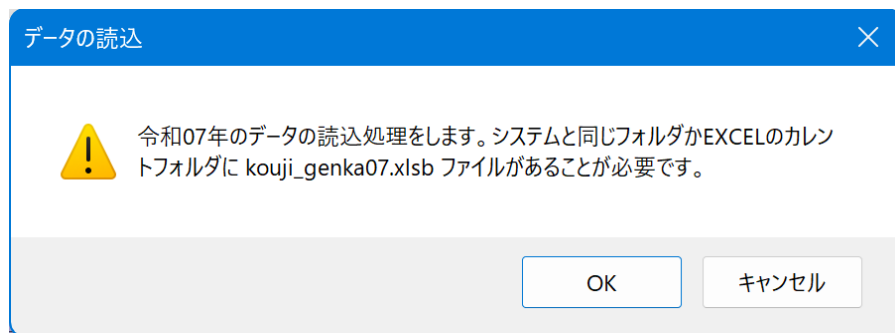 データの読込
令和07年のデータの読込処理をします。システムと同じフォルダかEXCELのカレン
トフォルダに kouji_genka07.xlsb ファイルがあることが必要です。
OK
キャンセル